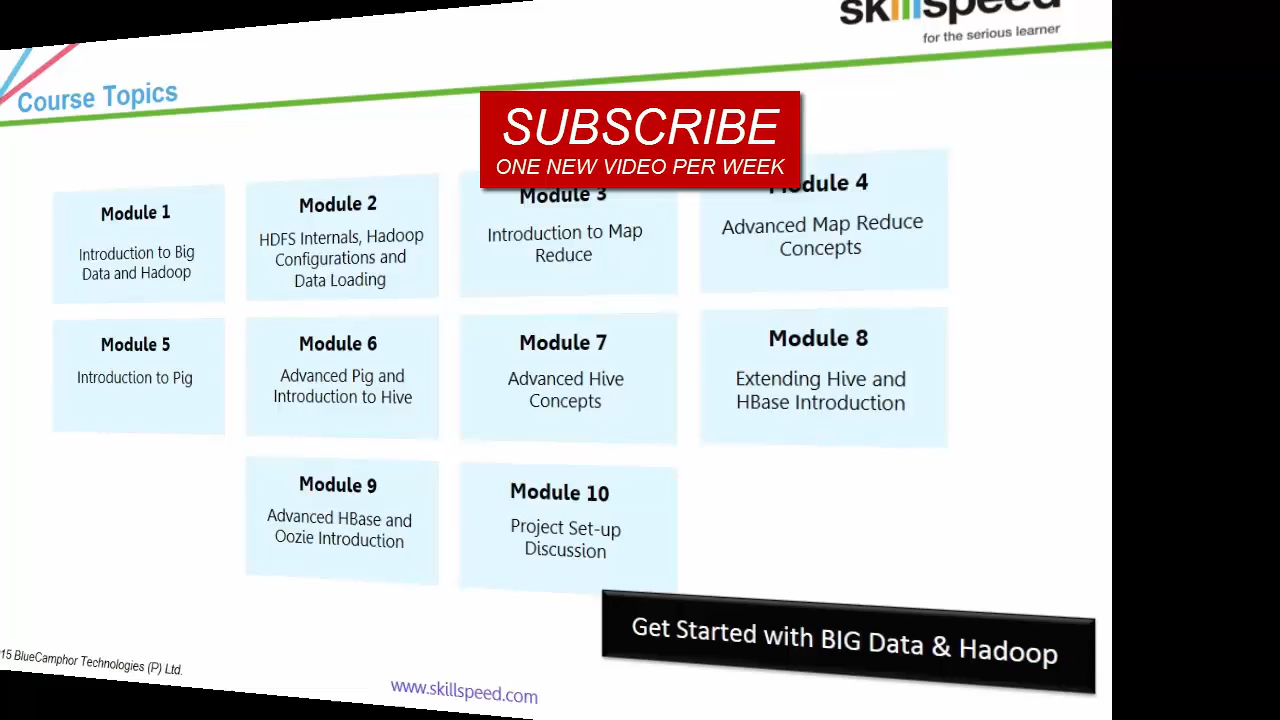 skillspeed
for the serious learner
Course Topics
SUBSCRIBE
ONE NEW VIDEO PER WEEK
Module 1
Introduction to Big
Data and Hadoop
Module 2
HDFS Internals, Hadoop
Configurations and
Data Loading
Module 3
Introduction to Map
Reduce
Module 4
Advanced Map Reduce
Concepts
Module 5
Introduction to Pig
Module 6
Advanced Pig and
Introduction to Hive
Module 7
Advanced Hive
Concepts
Module 8
Extending Hive and
HBase Introduction
Module 9
Advanced HBase and
Oozie Introduction
Module 10
Project Set-up
Discussion
Get Started with BIG Data & Hadoop
15 BlueCamphor Technologies (P) Ltd.
www.skillspeed.com